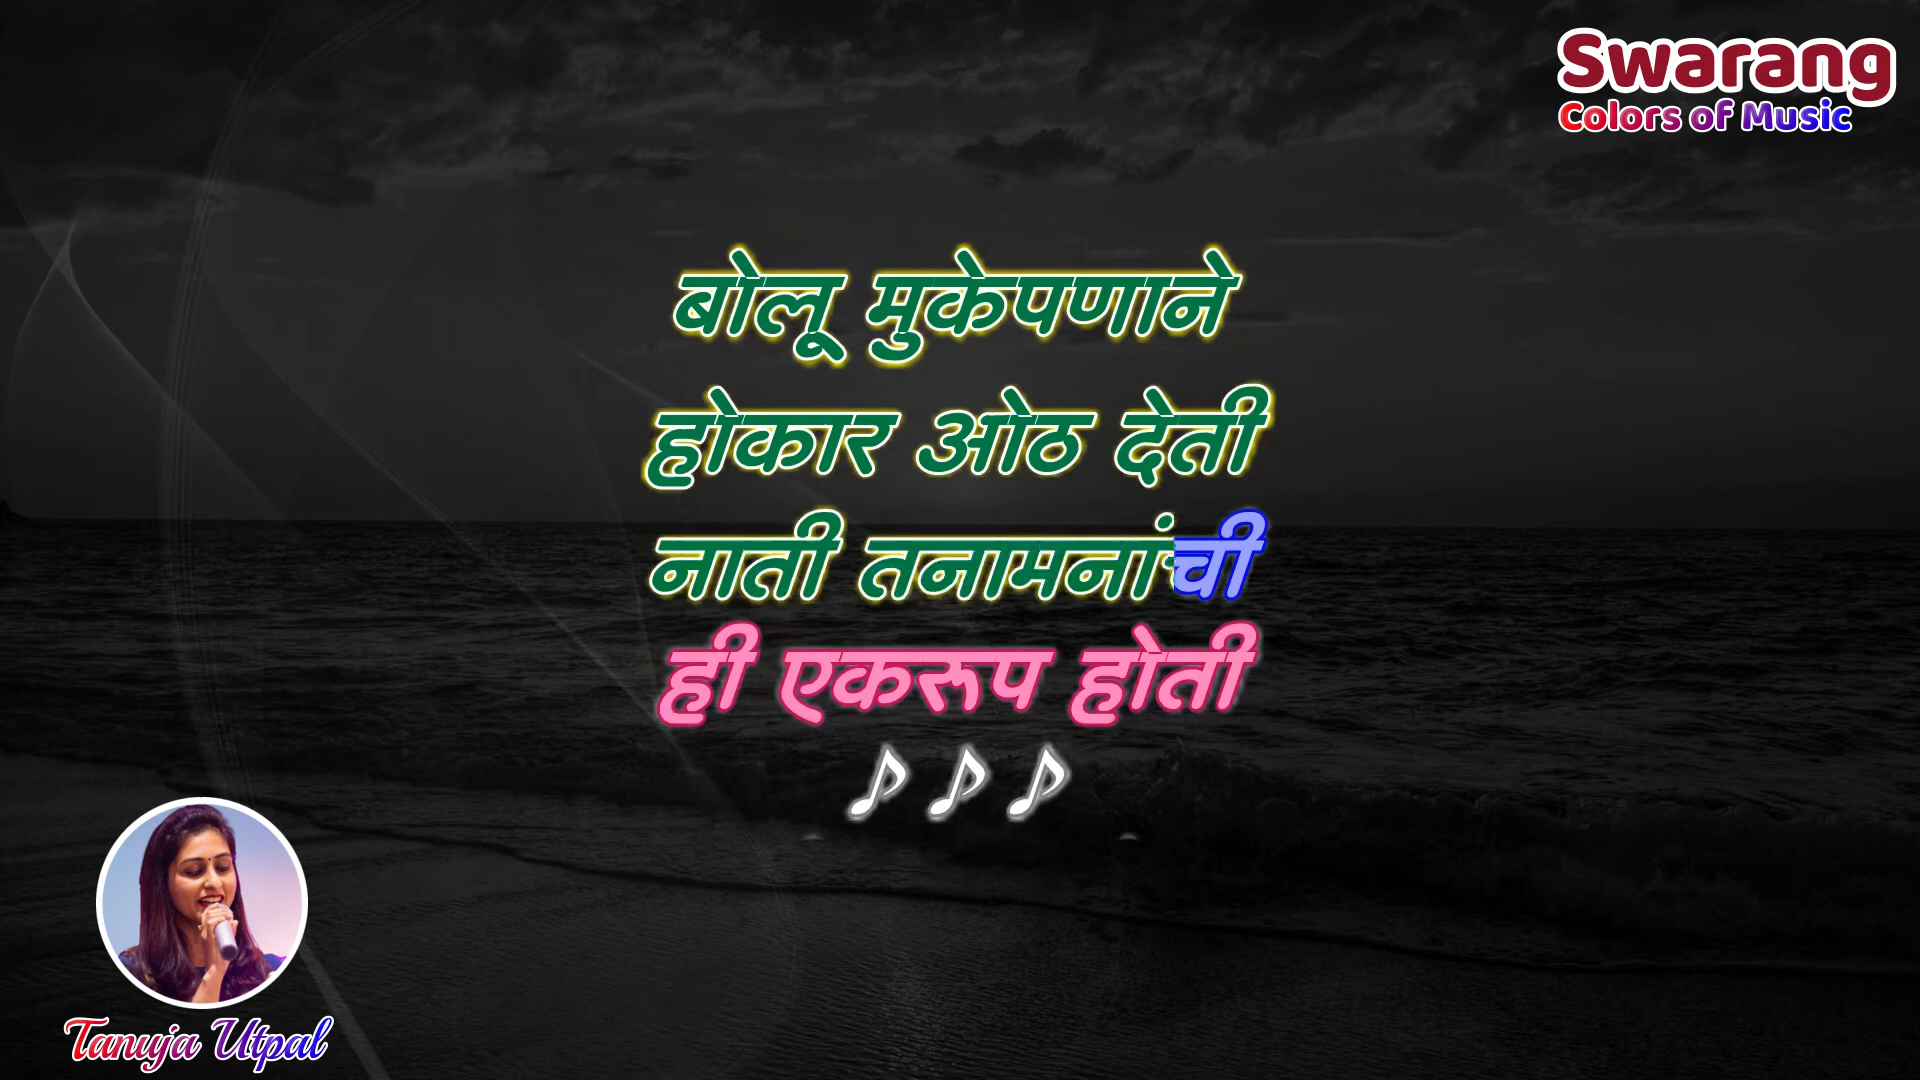 Swarang
Colors of Music
बोलू मुकेपणाने
होकार ओठ देती
नाती तनामनांची
ही एकरूप होती
♪ ♪ ♪
Tanuja Utpal